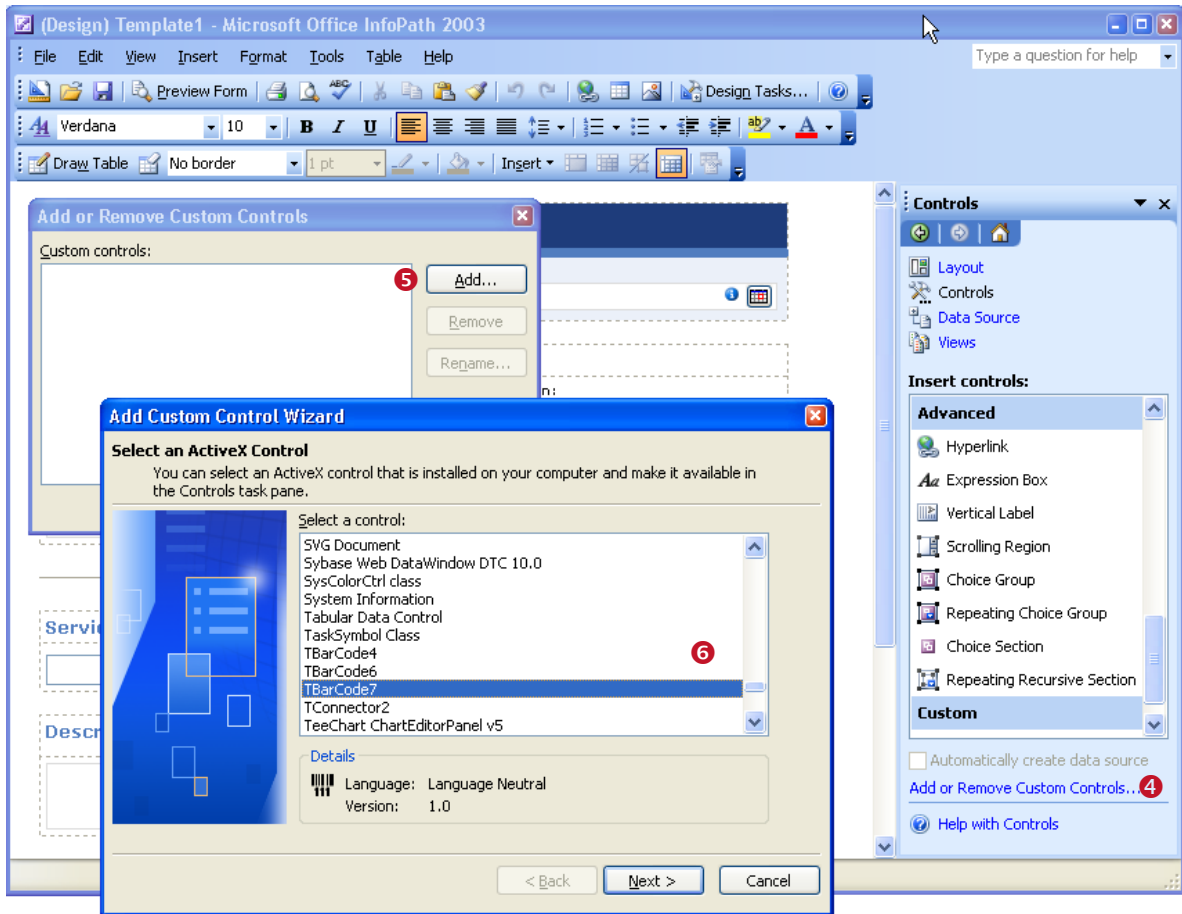 (Design) Template1 - Microsoft Office InfoPath 2003
File Edit View Insert Format Tools Table Help
Type a question for help
Preview Form ABC Design Tasks...
Verdana 10 B I U ab A
Draw Table No border 1 pt Insert
Add or Remove Custom Controls
Custom controls:
5 Add...
Remove
Rename...
n:
Add Custom Control Wizard
Select an ActiveX Control
You can select an ActiveX control that is installed on your computer and make it available in
the Controls task pane.
Select a control:
SVG Document
Sybase Web DataWindow DTC 10.0
SysColorCtrl class
System Information
Tabular Data Control
TaskSymbol Class
TBarCode4
TBarCode6
6
TBarCode7
TConnector2
TeeChart ChartEditorPanel v5
Details
Language: Language Neutral
Version: 1.0
< Back Next > Cancel
Servic
Descr
Controls
Layout
Controls
Data Source
Views
Insert controls:
Advanced
Hyperlink
Aa Expression Box
Vertical Label
Scrolling Region
Choice Group
Repeating Choice Group
Choice Section
Repeating Recursive Section
Custom
Automatically create data source
Add or Remove Custom Controls... 4
Help with Controls